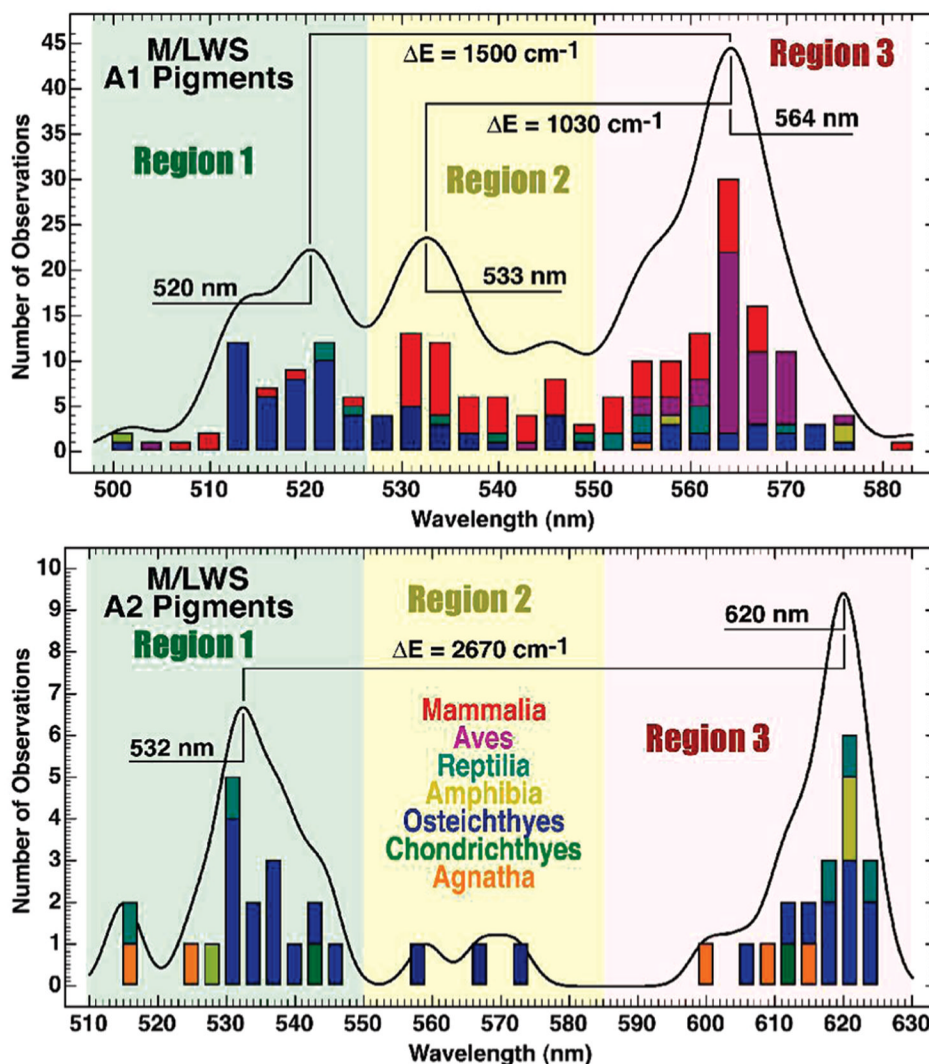 M/LWS
A1 Pigments
ΔE = 1500 cm-1
Region 3
ΔE = 1030 cm-1
564 nm
Region 1
Region 2
520 nm
533 nm
Number of Observations
45
40
35
30
25
20
15
10
5
0
500 510 520 530 540 550 560 570 580
Wavelength (nm)
M/LWS
A2 Pigments
Region 1
Region 2
620 nm
ΔE = 2670 cm-1
532 nm
Region 3
Mammalia
Aves
Reptilia
Amphibia
Osteichthyes
Chondrichthyes
Agnatha
Number of Observations
10
9
8
7
6
5
4
3
2
1
0
510 520 530 540 550 560 570 580 590 600 610 620 630
Wavelength (nm)